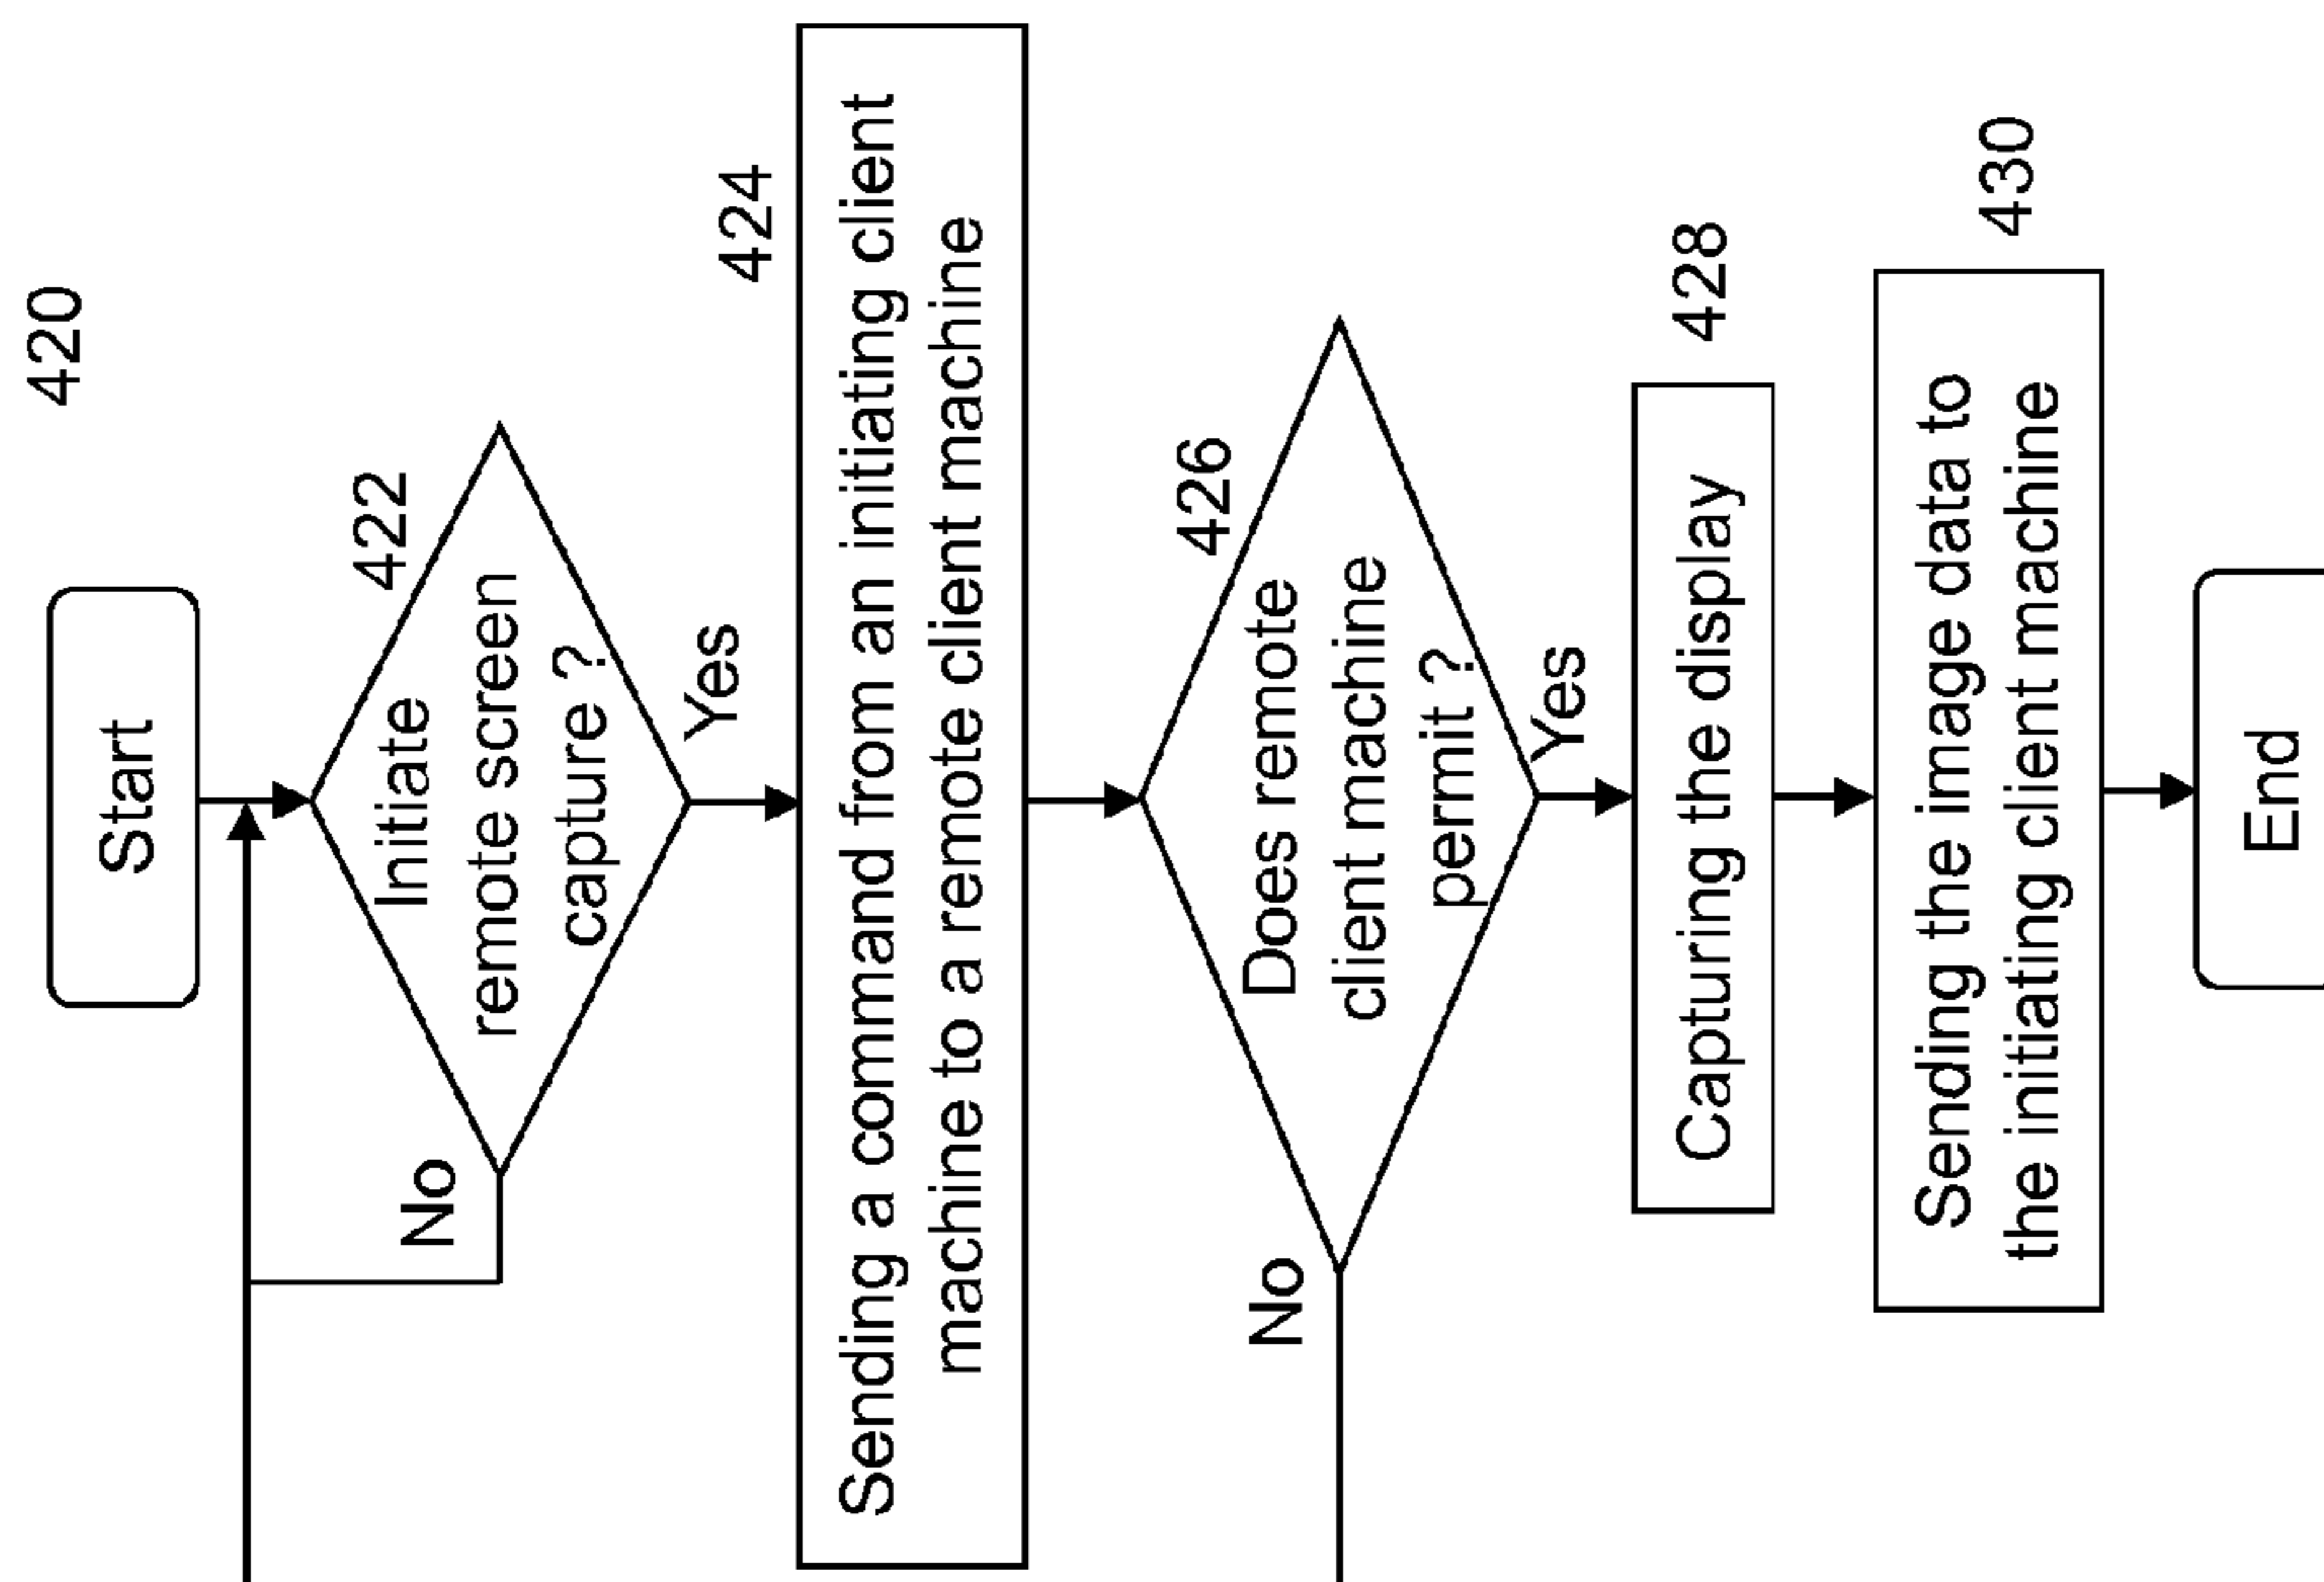 420
Start
422
Initiate
remote screen
capture ?
No
Yes
424
Sending a command from an initiating client
machine to a remote client machine
426
Does remote
client machine
permit ?
No
Yes
428
Capturing the display
430
Sending the image data to
the initiating client machine
End